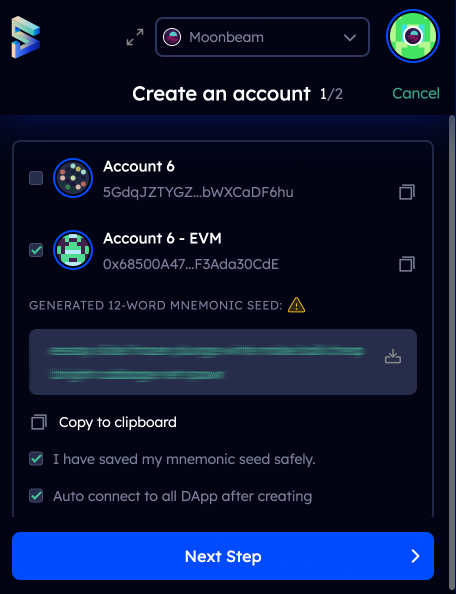 Moonbeam
Create an account 1/2 Cancel
Account 6
5GdqJZTYGZ...bWXCaDF6hu
Account 6 - EVM
0x68500A47...F3Ada30CdE
GENERATED 12-WORD MNEMONIC SEED:
Copy to clipboard
I have saved my mnemonic seed safely.
Auto connect to all DApp after creating
Next Step